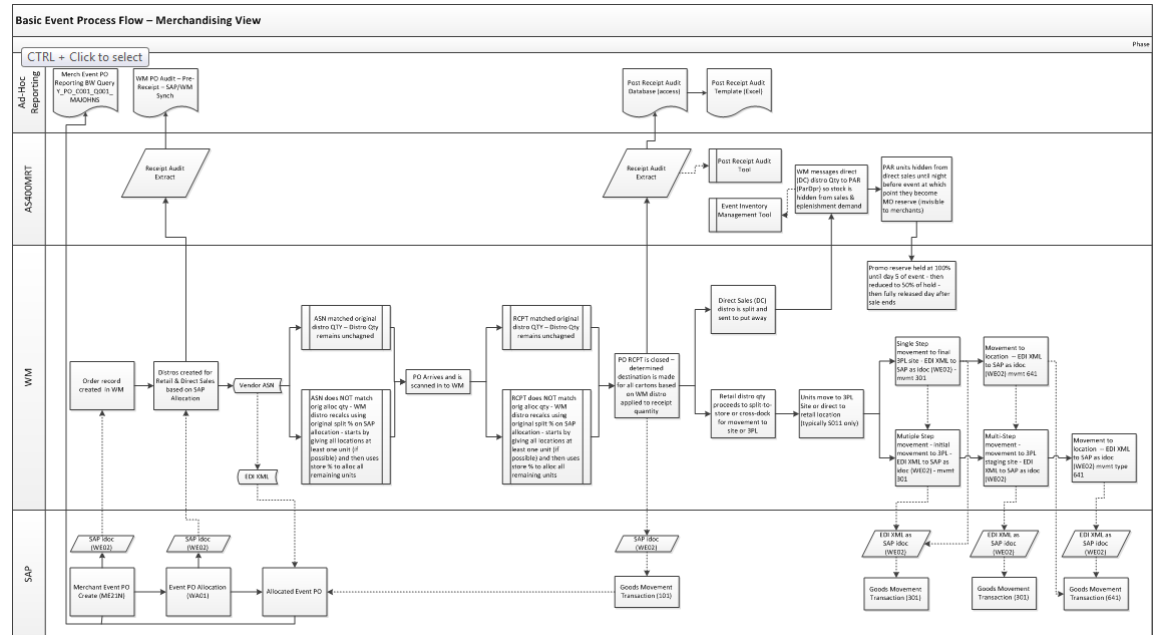 Basic Event Process Flow – Merchandising View
Phase
CTRL + Click to select
Ad-Hoc
Reporting
Merch Event PO
Reporting BW Query
Y_PO_C001_Q001_
MAJOHNS
WM PO Audit – Pre-
Receipt – SAP/WM
Synch
Post Receipt Audit
Database (access)
Post Receipt Audit
Template (Excel)
AS400MRT
Receipt Audit
Extract
Receipt Audit
Extract
Post Receipt Audit
Tool
Event Inventory
Management Tool
WM messages direct
(DC) distro Qty to PAR
(ParDpr) so stock is
hidden from sales &
eplenishment demand
PAR units hidden from
direct sales until night
before event at which
point they become
MO reserve (invisible
to merchants)
WM
Promo reserve held at 100%
until day 5 of event - then
reduced to 50% of hold -
then fully released day after
sale ends
Order record
created in WM
Distros created for
Retail & Direct Sales
based on SAP
Allocation
Vendor ASN
EDI XML
ASN matched original
distro QTY – Distro Qty
remains unchagned
ASN does NOT match
orig alloc qty - WM
distro recalcs using
original split % on SAP
allocation - starts by
giving all locations at
least one unit (if
possible) and then uses
store % to alloc all
remaining units
PO Arrives and is
scanned in to WM
RCPT matched original
distro QTY – Distro Qty
remains unchagned
RCPT does NOT match
orig alloc qty - WM
distro recalcs using
original split % on SAP
allocation - starts by
giving all locations at
least one unit (if
possible) and then uses
store % to alloc all
remaining units
PO RCPT is closed –
determined
destination is made
for all cartons based
on WM distro
applied to receipt
quantity
Direct Sales (DC)
distro is split and
sent to put away
Retail distro qty
proceeds to split-to-
store or cross-dock
for movement to
site or 3PL
Units move to 3PL
Site or direct to
retail location
(typically S011 only)
Single Step
movement to final
3PL site - EDI XML to
SAP as idoc (WE02) -
mvmt 301
Movement to
location – EDI XML
to SAP as idoc
(WE02) - mvmt 641
Mutiple Step
movement - initial
movement to 3PL -
EDI XML to SAP as
idoc (WE02) - mvmt
301
Multi-Step
movement -
movement to 3PL
staging site - EDI
XML to SAP as idoc
(WE02)
Movement to
location – EDI XML
to SAP as idoc
(WE02) mvmt type
641
SAP
SAP idoc
(WE02)
SAP idoc
(WE02)
SAP idoc
(WE02)
EDI XML as
SAP idoc
(WE02)
EDI XML as
SAP idoc
(WE02)
EDI XML as
SAP idoc
(WE02)
Merchant Event PO
Create (ME21N)
Event PO Allocation
(WA01)
Allocated Event PO
Goods Movement
Transaction (101)
Goods Movement
Transaction (301)
Goods Movement
Transaction (301)
Goods Movement
Transaction (641)